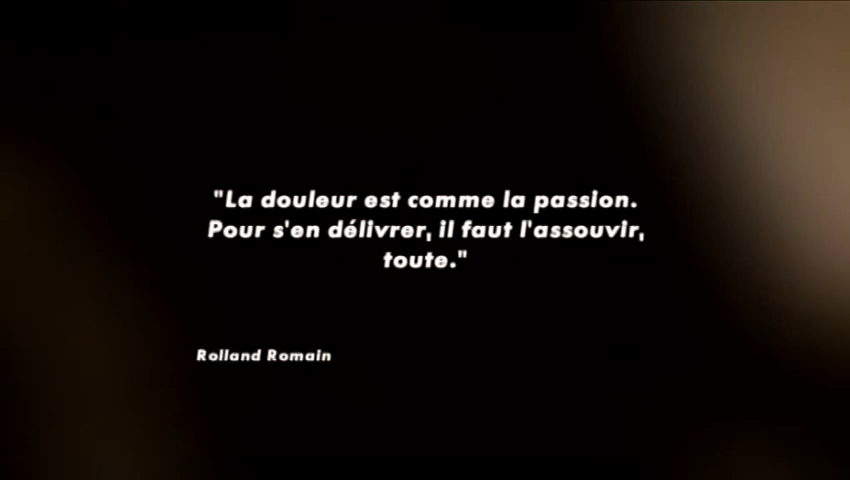 "La douleur est comme la passion.
Pour s'en délivrer, il faut l'assouvir,
toute."
Rolland Romain